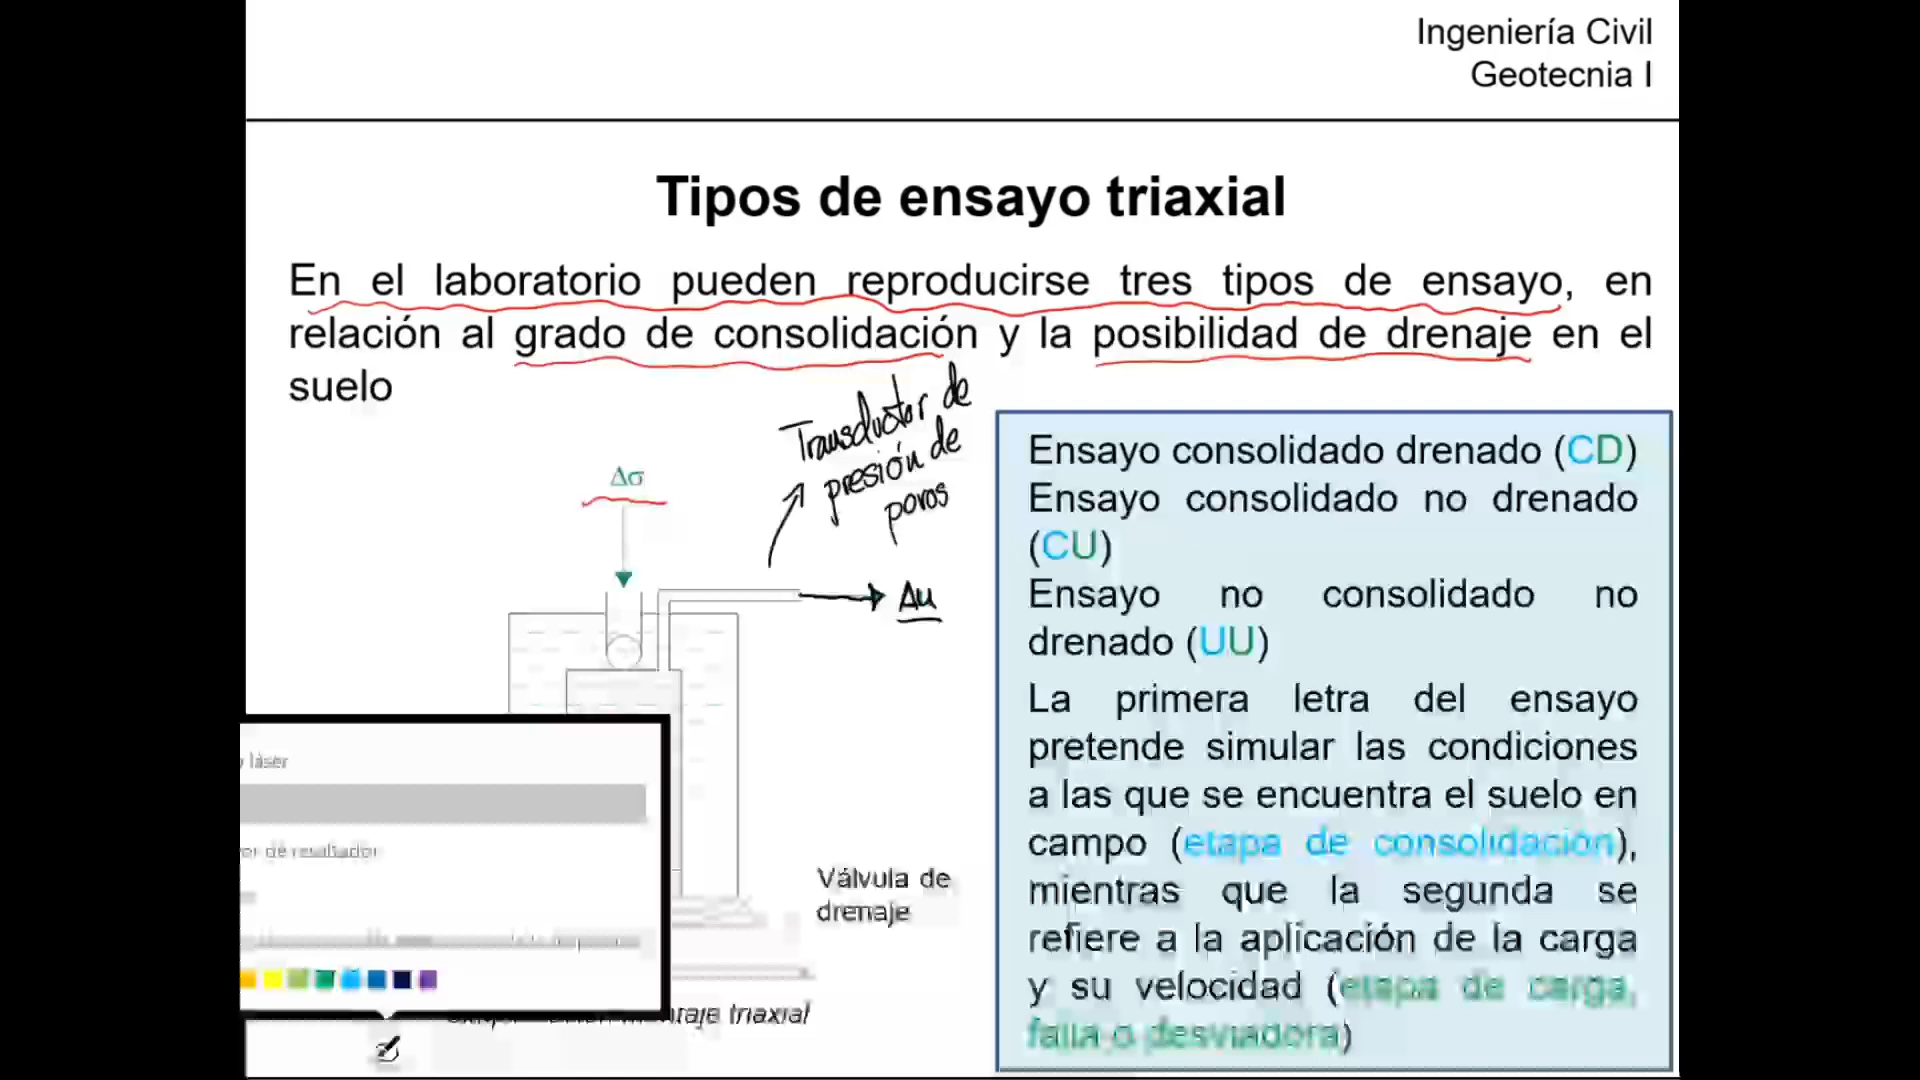 Ingeniería Civil
Geotecnia I
Tipos de ensayo triaxial
En el laboratorio pueden reproducirse tres tipos de ensayo, en
relación al grado de consolidación y la posibilidad de drenaje en el
suelo
Transductor de
presión de
poros
Δσ
Δu
Válvula de
drenaje
triaxial
láser
Ensayo consolidado drenado (CD)
Ensayo consolidado no drenado
(CU)
Ensayo no consolidado no
drenado (UU)
La primera letra del ensayo
pretende simular las condiciones
a las que se encuentra el suelo en
campo (etapa de consolidación),
mientras que la segunda se
refiere a la aplicación de la carga
y su velocidad (etapa de carga,
falla o desviadora)